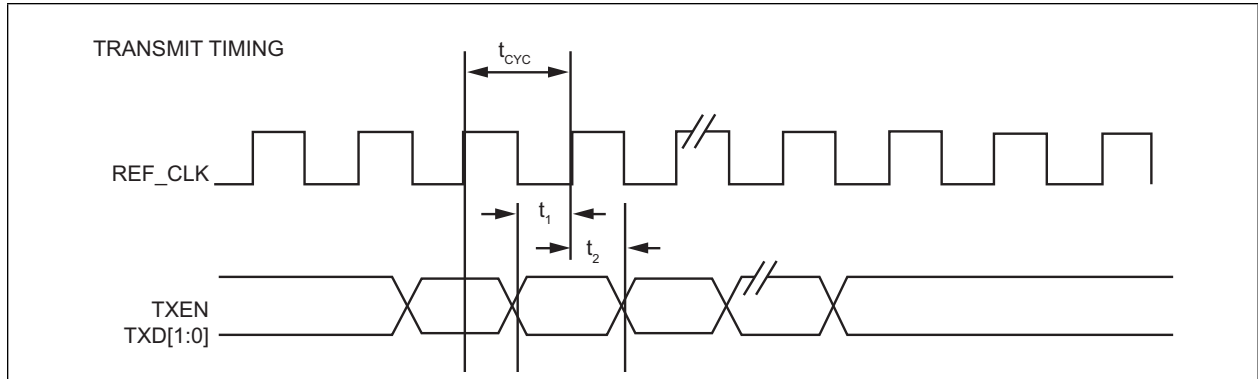 TRANSMIT TIMING
tCYC
REF_CLK
t1
t2
TXEN
TXD[1:0]